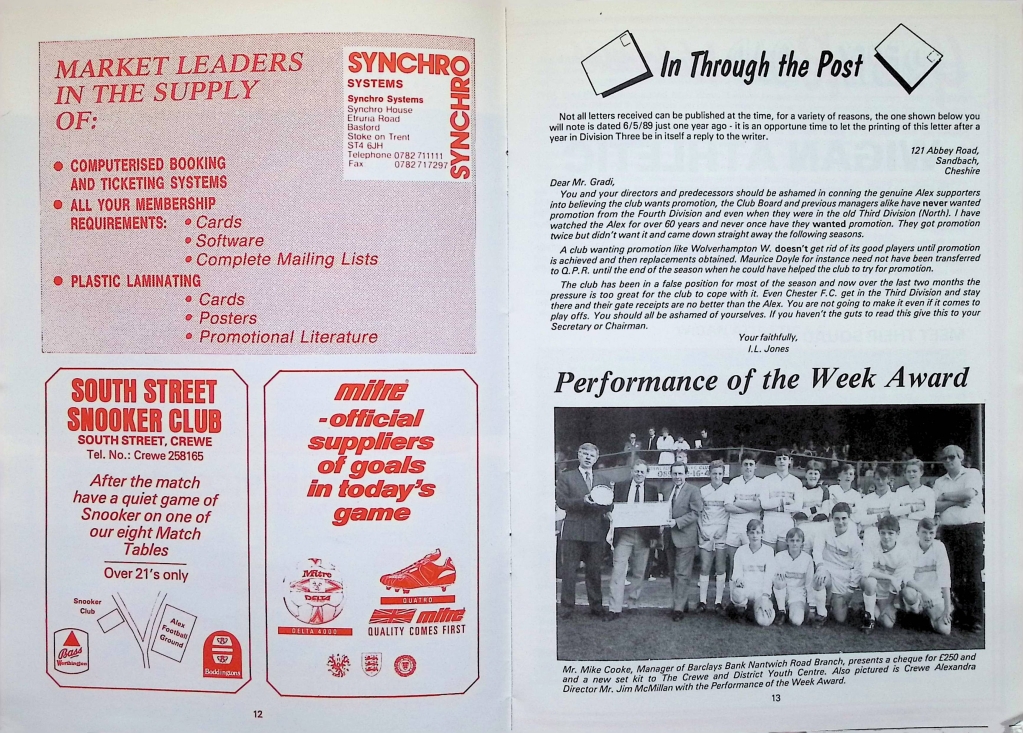 MARKET LEADERS
IN THE SUPPLY
OF:
• COMPUTERISED BOOKING
AND TICKETING SYSTEMS
• ALL YOUR MEMBERSHIP
REQUIREMENTS: • Cards
• Software
• Complete Mailing Lists
• PLASTIC LAMINATING
• Cards
• Posters
• Promotional Literature
SYNCHRO
SYSTEMS
Synchro Systems
Synchro House
Etruria Road
Basford
Stoke on Trent
ST4 6JH
Telephone 0782 711111
Fax 0782 717297
SYNCHRO
SOUTH STREET
SNOOKER CLUB
SOUTH STREET, CREWE
Tel. No.: Crewe 258165
After the match
have a quiet game of
Snooker on one of
our eight Match
Tables
Over 21's only
Snooker
Club
Alex
Football
Ground
Bass
Worthington
Boddingtons
mitre
-official
suppliers
of goals
in today's
game
Mitre
DELTA
DELTA 4000
QUATRO
mitre
QUALITY COMES FIRST
12
In Through the Post
Not all letters received can be published at the time, for a variety of reasons, the one shown below you
will note is dated 6/5/89 just one year ago - it is an opportune time to let the printing of this letter after a
year in Division Three be in itself a reply to the writer.
121 Abbey Road,
Sandbach,
Cheshire
Dear Mr. Gradi,
You and your directors and predecessors should be ashamed in conning the genuine Alex supporters
into believing the club wants promotion, the Club Board and previous managers alike have never wanted
promotion from the Fourth Division and even when they were in the old Third Division (North). I have
watched the Alex for over 60 years and never once have they wanted promotion. They got promotion
twice but didn't want it and came down straight away the following seasons.
A club wanting promotion like Wolverhampton W. doesn't get rid of its good players until promotion
is achieved and then replacements obtained. Maurice Doyle for instance need not have been transferred
to Q.P.R. until the end of the season when he could have helped the club to try for promotion.
The club has been in a false position for most of the season and now over the last two months the
pressure is too great for the club to cope with it. Even Chester F.C. get in the Third Division and stay
there and their gate receipts are no better than the Alex. You are not going to make it even if it comes to
play offs. You should all be ashamed of yourselves. If you haven't the guts to read this give this to your
Secretary or Chairman.
Your faithfully,
I.L. Jones
Performance of the Week Award
Mr. Mike Cooke, Manager of Barclays Bank Nantwich Road Branch, presents a cheque for £250 and
and a new set kit to The Crewe and District Youth Centre. Also pictured is Crewe Alexandra
Director Mr. Jim McMillan with the Performance of the Week Award.
13